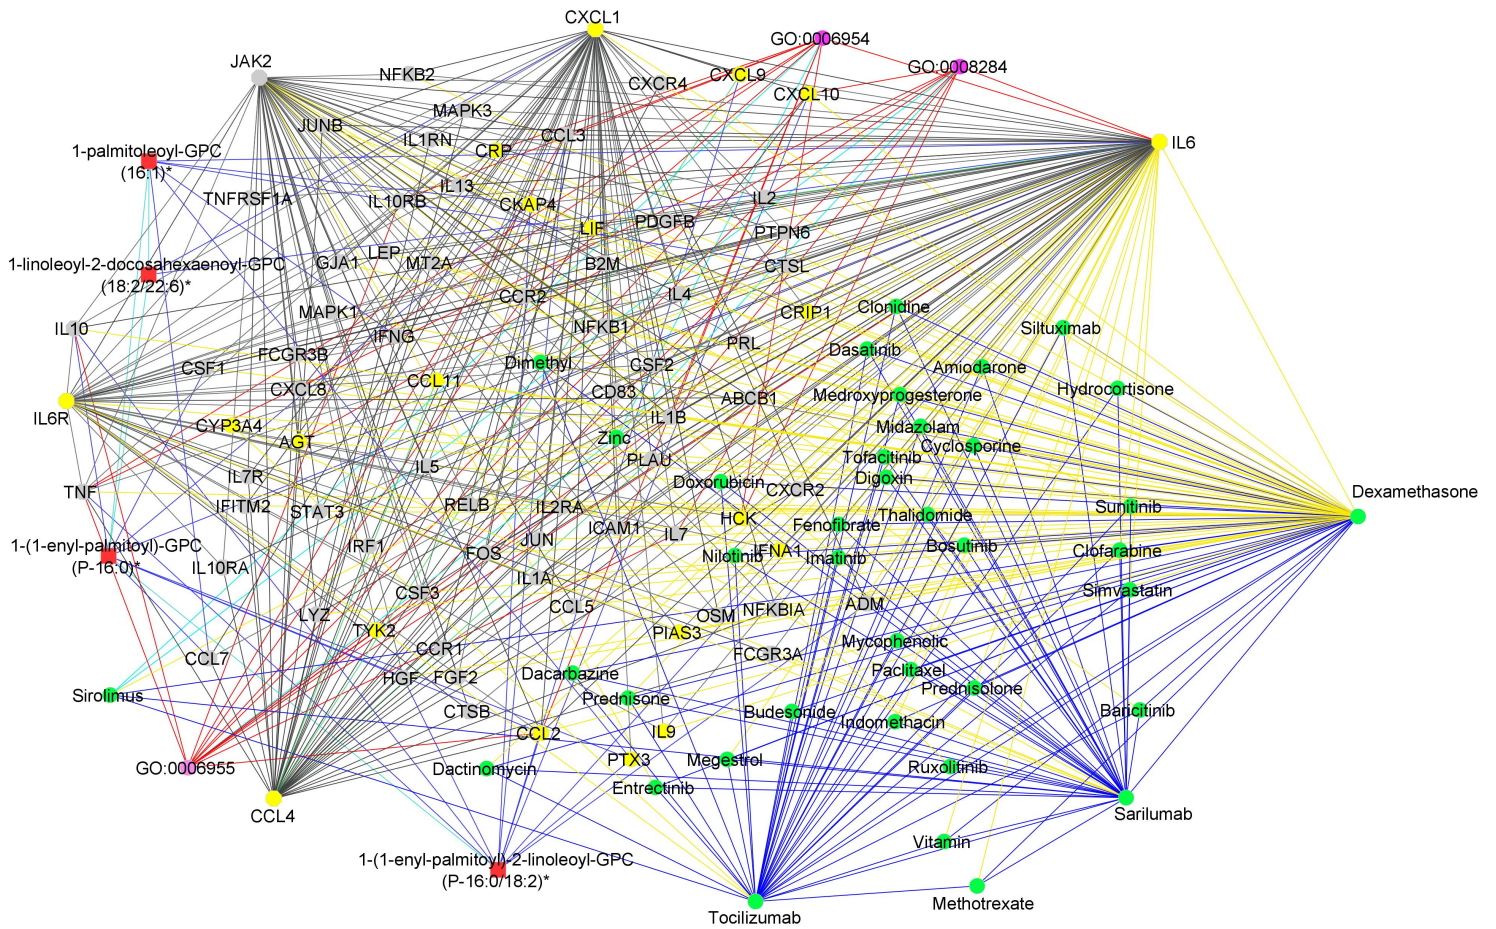 CXCL1
GO:0006954
JAK2
NFKB2
CXCR4
CXCL9
GO:0008284
CXCL10
MAPK3
JUNB
IL1RN
CCL3
CRP
IL6
1-palmitoleoyl-GPC
(16:1)*
TNFRSF1A
IL13
IL10RB
CKAP4
IL2
LIF
PDGFB
PTPN6
LEP
GJA1
MT2A
B2M
CTSL
1-linoleoyl-2-docosahexaenoyl-GPC
(18:2/22:6)*
CCR2
IL4
MAPK1
CRIP1
Clonidine
IL10
IFNG
NFKB1
Siltuximab
PRL
Dasatinib
FCGR3B
CSF1
Dimethyl
CSF2
Amiodarone
CXCL8
CCL11
CD83
ABCB1
Medroxyprogesterone
Hydrocortisone
IL6R
CYP3A4
AGT
IL1B
Midazolam
Zinc
Cyclosporine
IL7R
IL5
PLAU
Tofacitinib
Doxorubicin
Digoxin
TNF
CXCR2
Dexamethasone
IFITM2
STAT3
RELB
IL2RA
ICAM1
HCK
Fenofibrate
Thalidomide
Sunitinib
IL7
JUN
1-(1-enyl-palmitoyl)-GPC
(P-16:0)*
IL10RA
IRF1
FOS
Nilotinib
IFNA1
Imatinib
Bosutinib
Clofarabine
IL1A
Simvastatin
CSF3
LYZ
CCL5
OSM
NFKBIA
ADM
TYK2
PIAS3
CCR1
Mycophenolic
FCGR3A
CCL7
HGF
FGF2
Dacarbazine
Paclitaxel
Sirolimus
Prednisone
Prednisolone
CTSB
Budesonide
Indomethacin
Baricitinib
CCL2
IL9
GO:0006955
Dactinomycin
PTX3
Megestrol
Ruxolitinib
Entrectinib
CCL4
Sarilumab
Vitamin
1-(1-enyl-palmitoyl)-2-linoleoyl-GPC
(P-16:0/18:2)*
Methotrexate
Tocilizumab